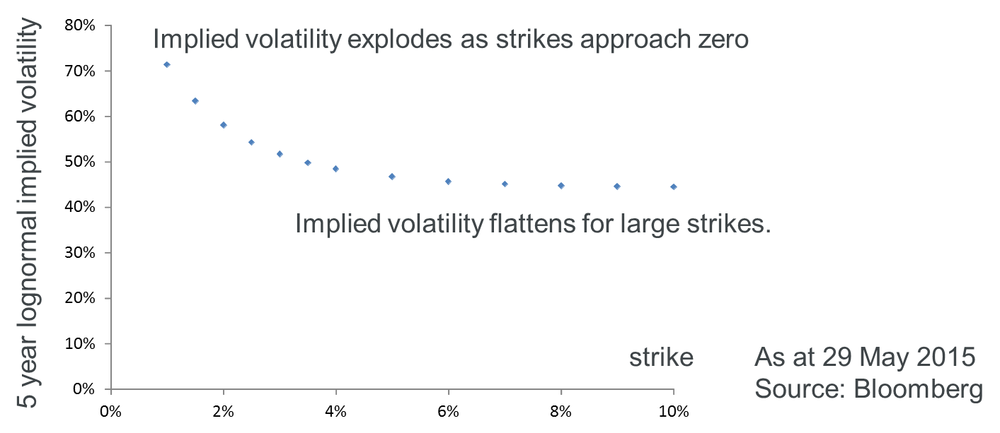 5 year lognormal implied volatility
80%
Implied volatility explodes as strikes approach zero
70%
60%
50%
40%
Implied volatility flattens for large strikes.
30%
20%
10%
strike
As at 29 May 2015
Source: Bloomberg
0%
0%
2%
4%
6%
8%
10%